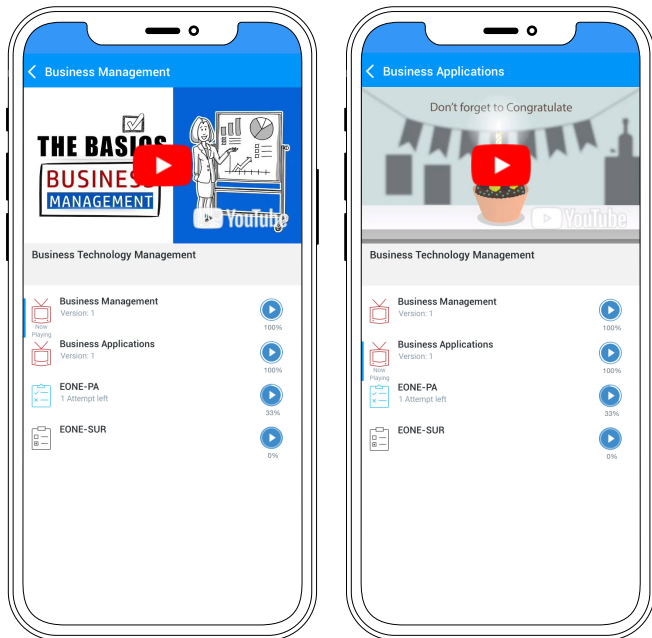 Business Management
THE BASICS
BUSINESS
MANAGEMENT
YouTube
Business Technology Management
Business Management
Version: 1
100%
Now
Playing
Business Applications
Version: 1
100%
EONE-PA
1 Attempt left
33%
EONE-SUR
0%
Business Applications
Don't forget to Congratulate
YouTube
Business Technology Management
Business Management
Version: 1
100%
Business Applications
Version: 1
100%
Now
Playing
EONE-PA
1 Attempt left
33%
EONE-SUR
0%